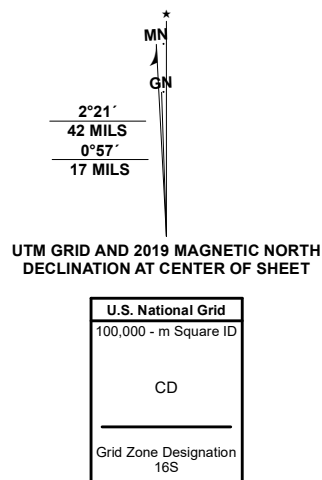 MN
GN
2°21´
42 MILS
0°57´
17 MILS
UTM GRID AND 2019 MAGNETIC NORTH
DECLINATION AT CENTER OF SHEET
U.S. National Grid
100,000 - m Square ID
CD
Grid Zone Designation
16S